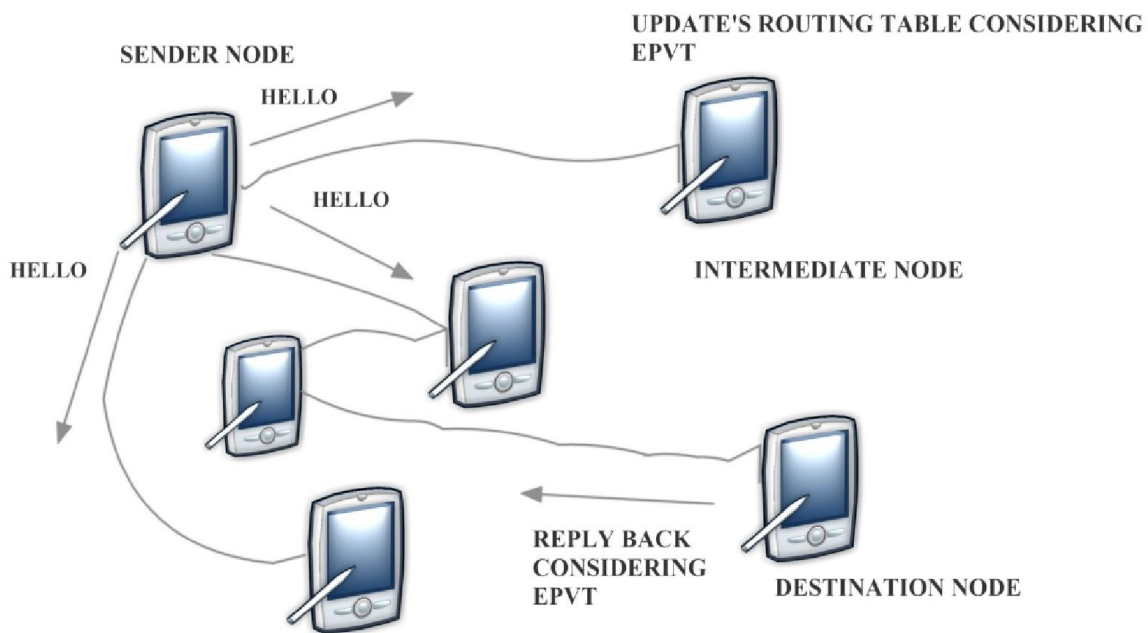 UPDATE'S ROUTING TABLE CONSIDERING
EPVT
SENDER NODE
HELLO
HELLO
HELLO
INTERMEDIATE NODE
REPLY BACK
CONSIDERING
EPVT
DESTINATION NODE